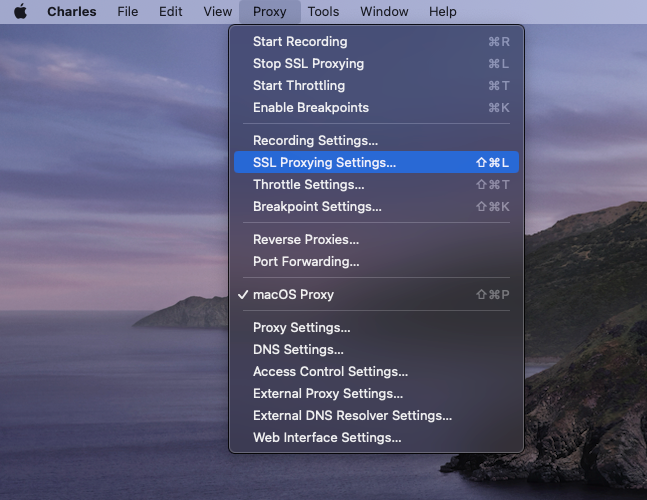 Charles File Edit View Proxy Tools Window Help
Start Recording ⌘R
Stop SSL Proxying ⌘L
Start Throttling ⌘T
Enable Breakpoints ⌘K
Recording Settings...
SSL Proxying Settings... ⇧⌘L
Throttle Settings... ⇧⌘T
Breakpoint Settings... ⇧⌘K
Reverse Proxies...
Port Forwarding...
✓ macOS Proxy ⇧⌘P
Proxy Settings...
DNS Settings...
Access Control Settings...
External Proxy Settings...
External DNS Resolver Settings...
Web Interface Settings...